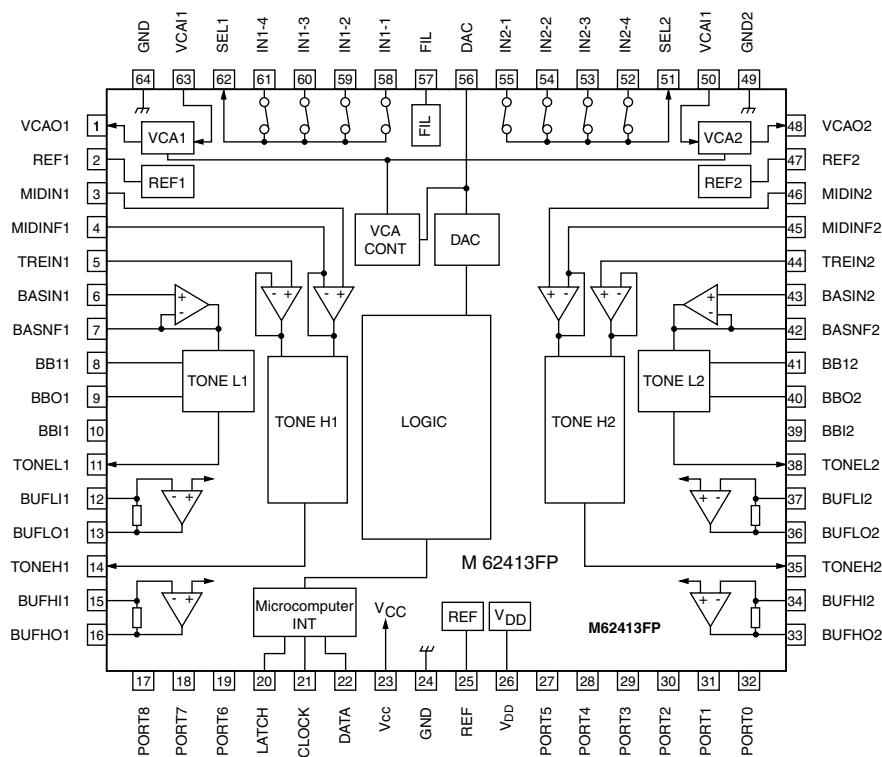 GND VCAI1 SEL1 IN1-4 IN1-3 IN1-2 IN1-1 FIL DAC IN2-1 IN2-2 IN2-3 IN2-4 SEL2 VCAI1 GND2
64 63 62 61 60 59 58 57 56 55 54 53 52 51 50 49
VCAO1 1 VCA1 FIL VCA2 48 VCAO2
REF1 2 REF1 REF2 47 REF2
MIDIN1 3 46 MIDIN2
MIDINF1 4 VCA CONT DAC 45 MIDINF2
TREIN1 5 - + - + + - + - 44 TREIN2
BASIN1 6 + - + - 43 BASIN2
BASNF1 7 42 BASNF2
BB11 8 TONE L1 TONE L2 41 BB12
BBO1 9 40 BBO2
BBI1 10 TONE H1 LOGIC TONE H2 39 BBI2
TONEL1 11 38 TONEL2
BUFLI1 12 - + + - 37 BUFLI2
BUFLO1 13 36 BUFLO2
TONEH1 14 M 62413FP 35 TONEH2
BUFHI1 15 - + Microcomputer INT VCC REF VDD + - 34 BUFHI2
BUFHO1 16 M62413FP 33 BUFHO2
17 18 19 20 21 22 23 24 25 26 27 28 29 30 31 32
PORT8 PORT7 PORT6 LATCH CLOCK DATA Vcc GND REF VDD PORT5 PORT4 PORT3 PORT2 PORT1 PORT0